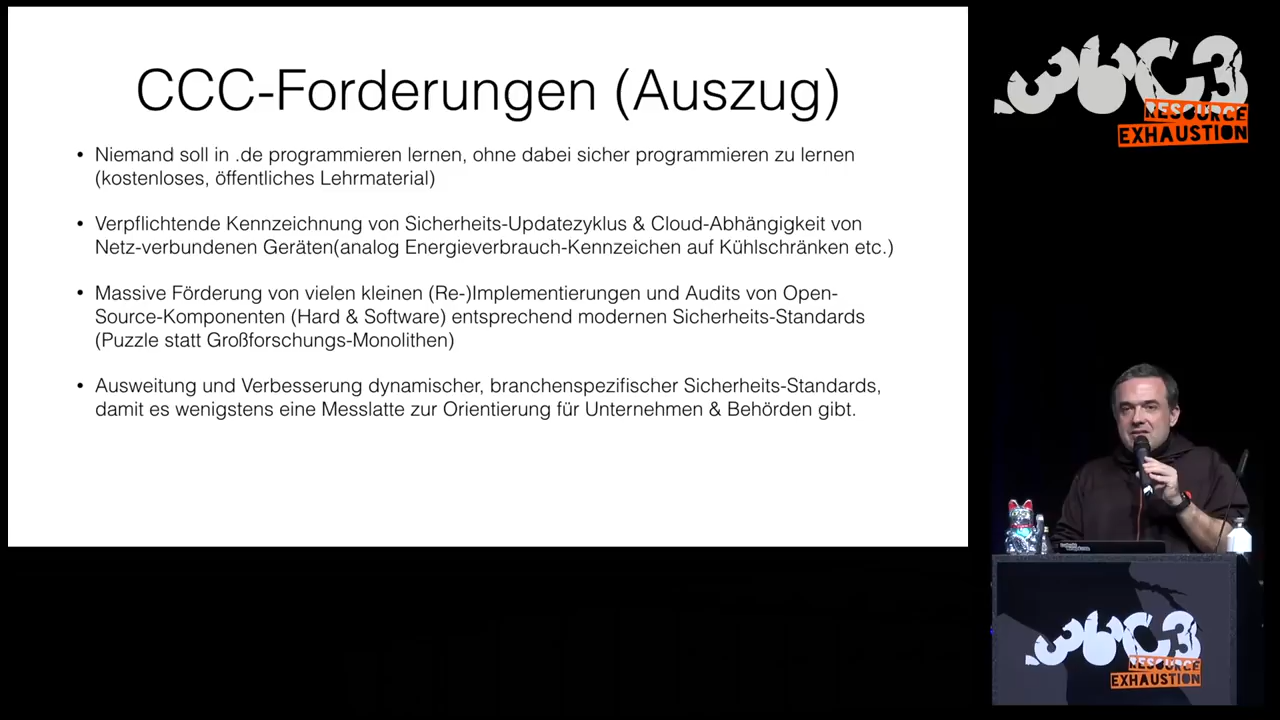 CCC-Forderungen (Auszug)
• Niemand soll in .de programmieren lernen, ohne dabei sicher programmieren zu lernen
(kostenloses, öffentliches Lehrmaterial)
• Verpflichtende Kennzeichnung von Sicherheits-Updatezyklus & Cloud-Abhängigkeit von
Netz-verbundenen Geräten(analog Energieverbrauch-Kennzeichen auf Kühlschränken etc.)
• Massive Förderung von vielen kleinen (Re-)Implementierungen und Audits von Open-
Source-Komponenten (Hard & Software) entsprechend modernen Sicherheits-Standards
(Puzzle statt Großforschungs-Monolithen)
• Ausweitung und Verbesserung dynamischer, branchenspezifischer Sicherheits-Standards,
damit es wenigstens eine Messlatte zur Orientierung für Unternehmen & Behörden gibt.
36C3
RESOURCE
EXHAUSTION
36C3
RESOURCE
EXHAUSTION